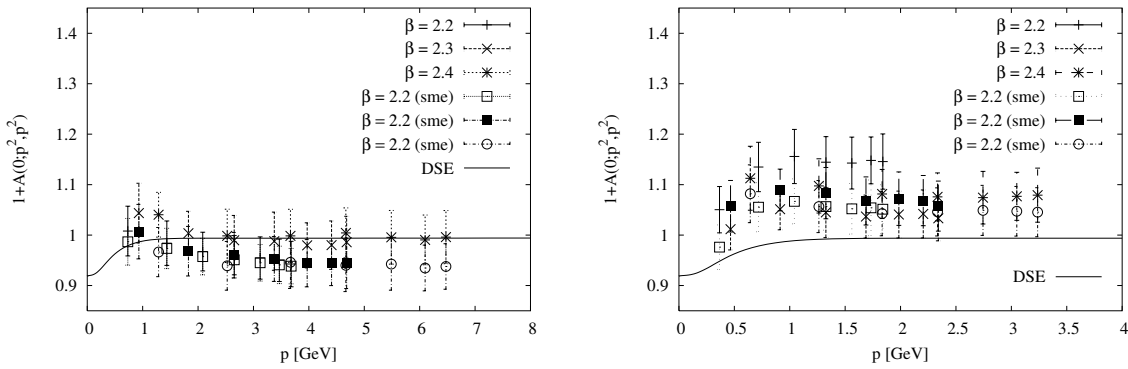 1.4
1.3
1.2
1.1
1
0.9
0 1 2 3 4 5 6 7 8
p [GeV]
1+A(0;p²,p²)
β = 2.2
β = 2.3
β = 2.4
β = 2.2 (sme)
β = 2.2 (sme)
β = 2.2 (sme)
DSE
1.4
1.3
1.2
1.1
1
0.9
0 0.5 1 1.5 2 2.5 3 3.5 4
p [GeV]
1+A(0;p²,p²)
β = 2.2
β = 2.3
β = 2.4
β = 2.2 (sme)
β = 2.2 (sme)
β = 2.2 (sme)
DSE